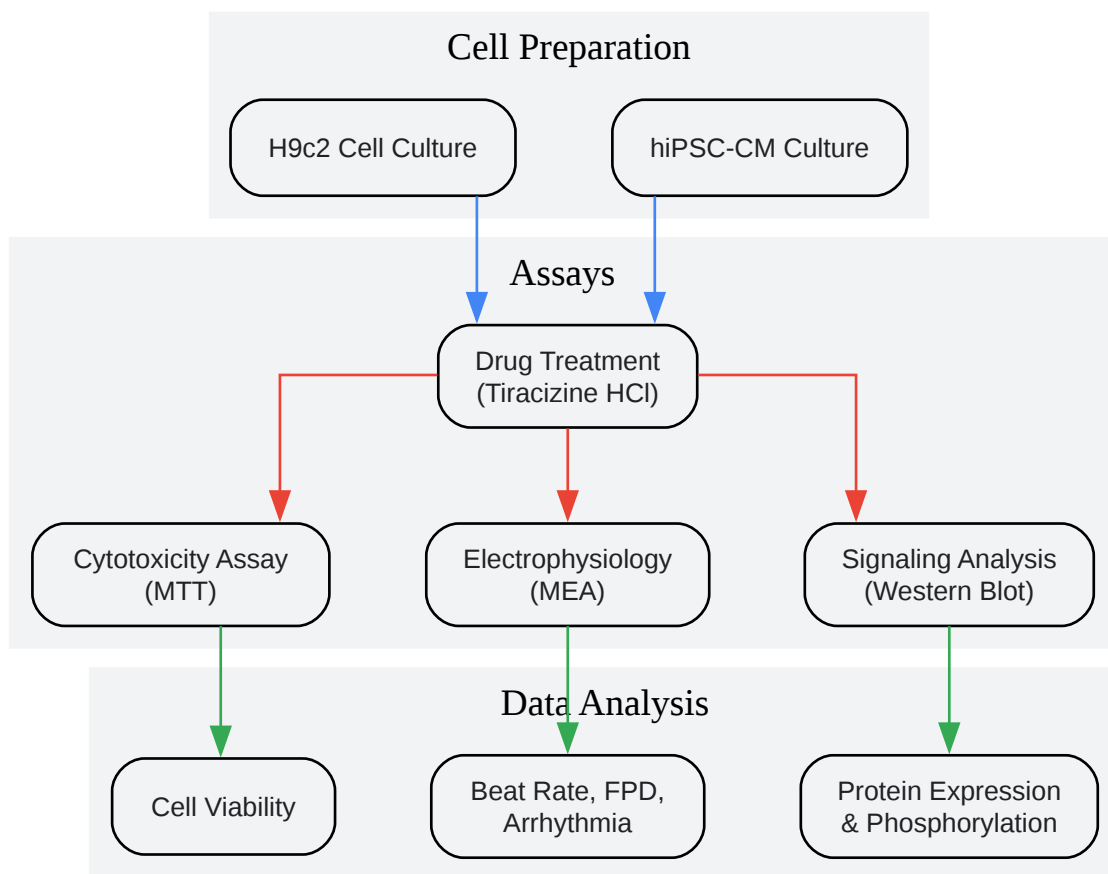 Cell Preparation
H9c2 Cell Culture
hiPSC-CM Culture
Assays
Drug Treatment
(Tiracizine HCl)
Cytotoxicity Assay
(MTT)
Electrophysiology
(MEA)
Signaling Analysis
(Western Blot)
Data Analysis
Cell Viability
Beat Rate, FPD,
Arrhythmia
Protein Expression
& Phosphorylation